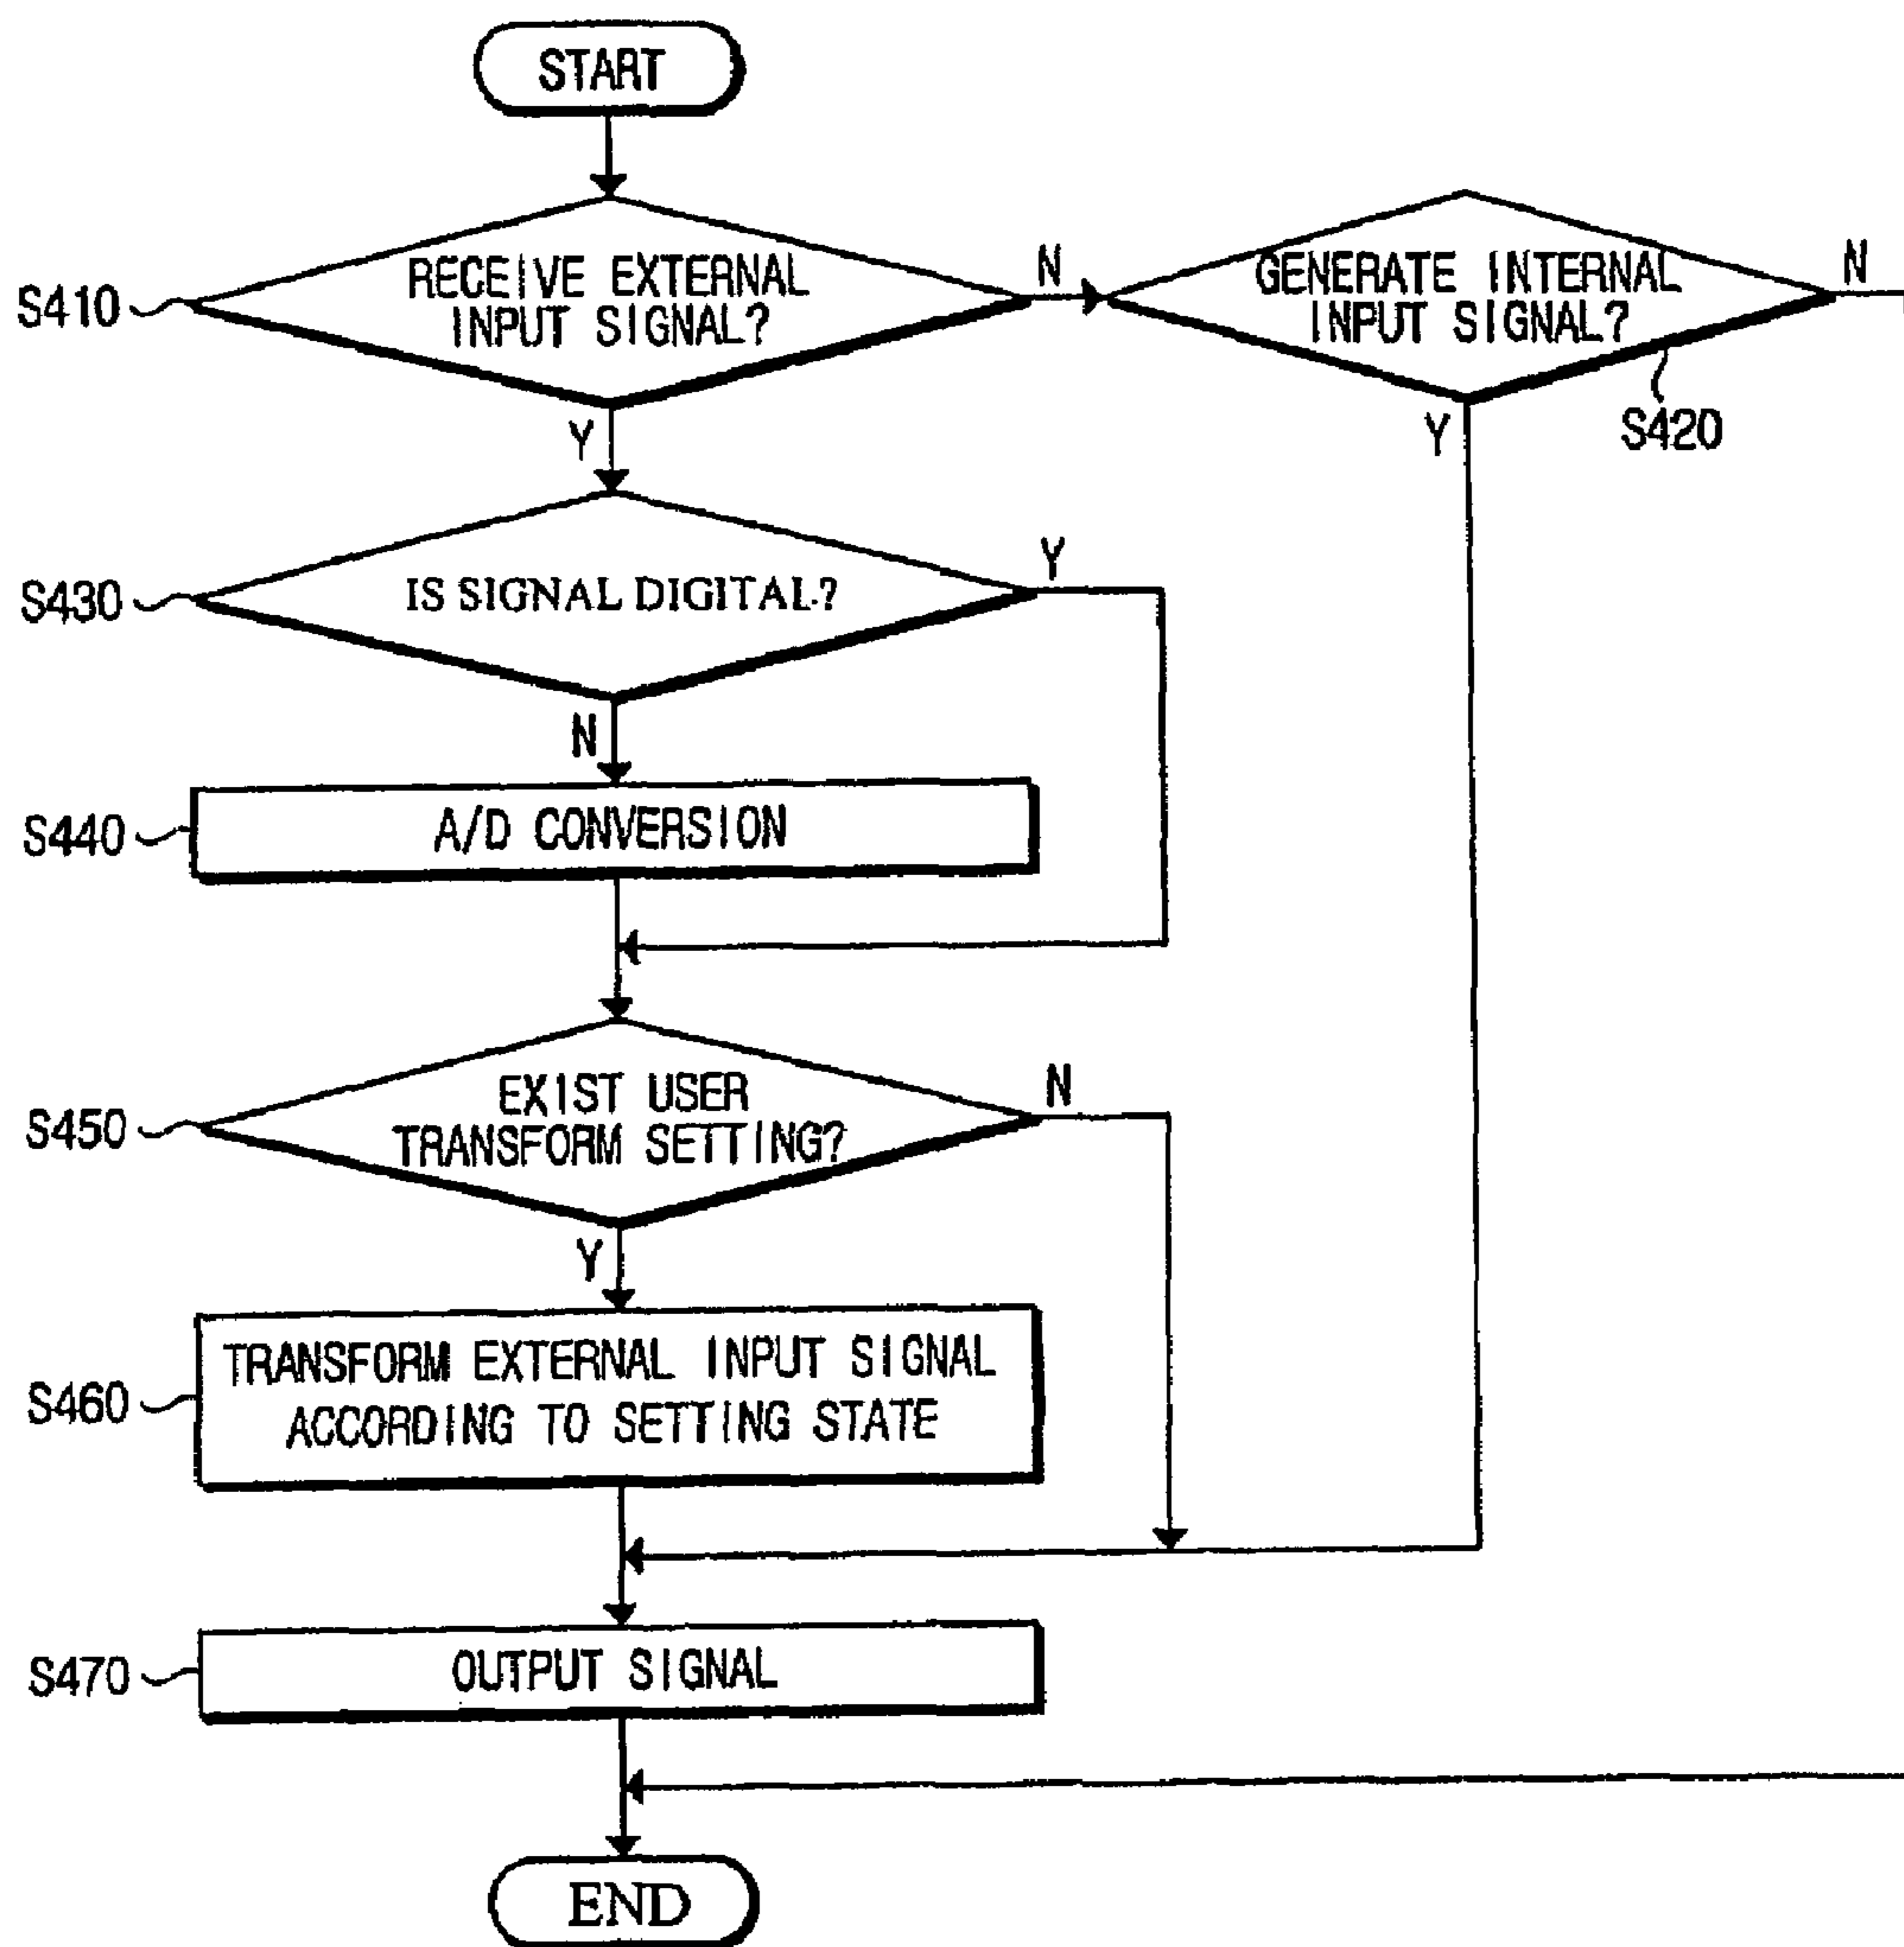 START
RECEIVE EXTERNAL
INPUT SIGNAL?
S410
N
Y
GENERATE INTERNAL
INPUT SIGNAL?
N
Y
S420
IS SIGNAL DIGITAL?
S430
Y
N
A/D CONVERSION
S440
EXIST USER
TRANSFORM SETTING?
S450
N
Y
TRANSFORM EXTERNAL INPUT SIGNAL
ACCORDING TO SETTING STATE
S460
OUTPUT SIGNAL
S470
END